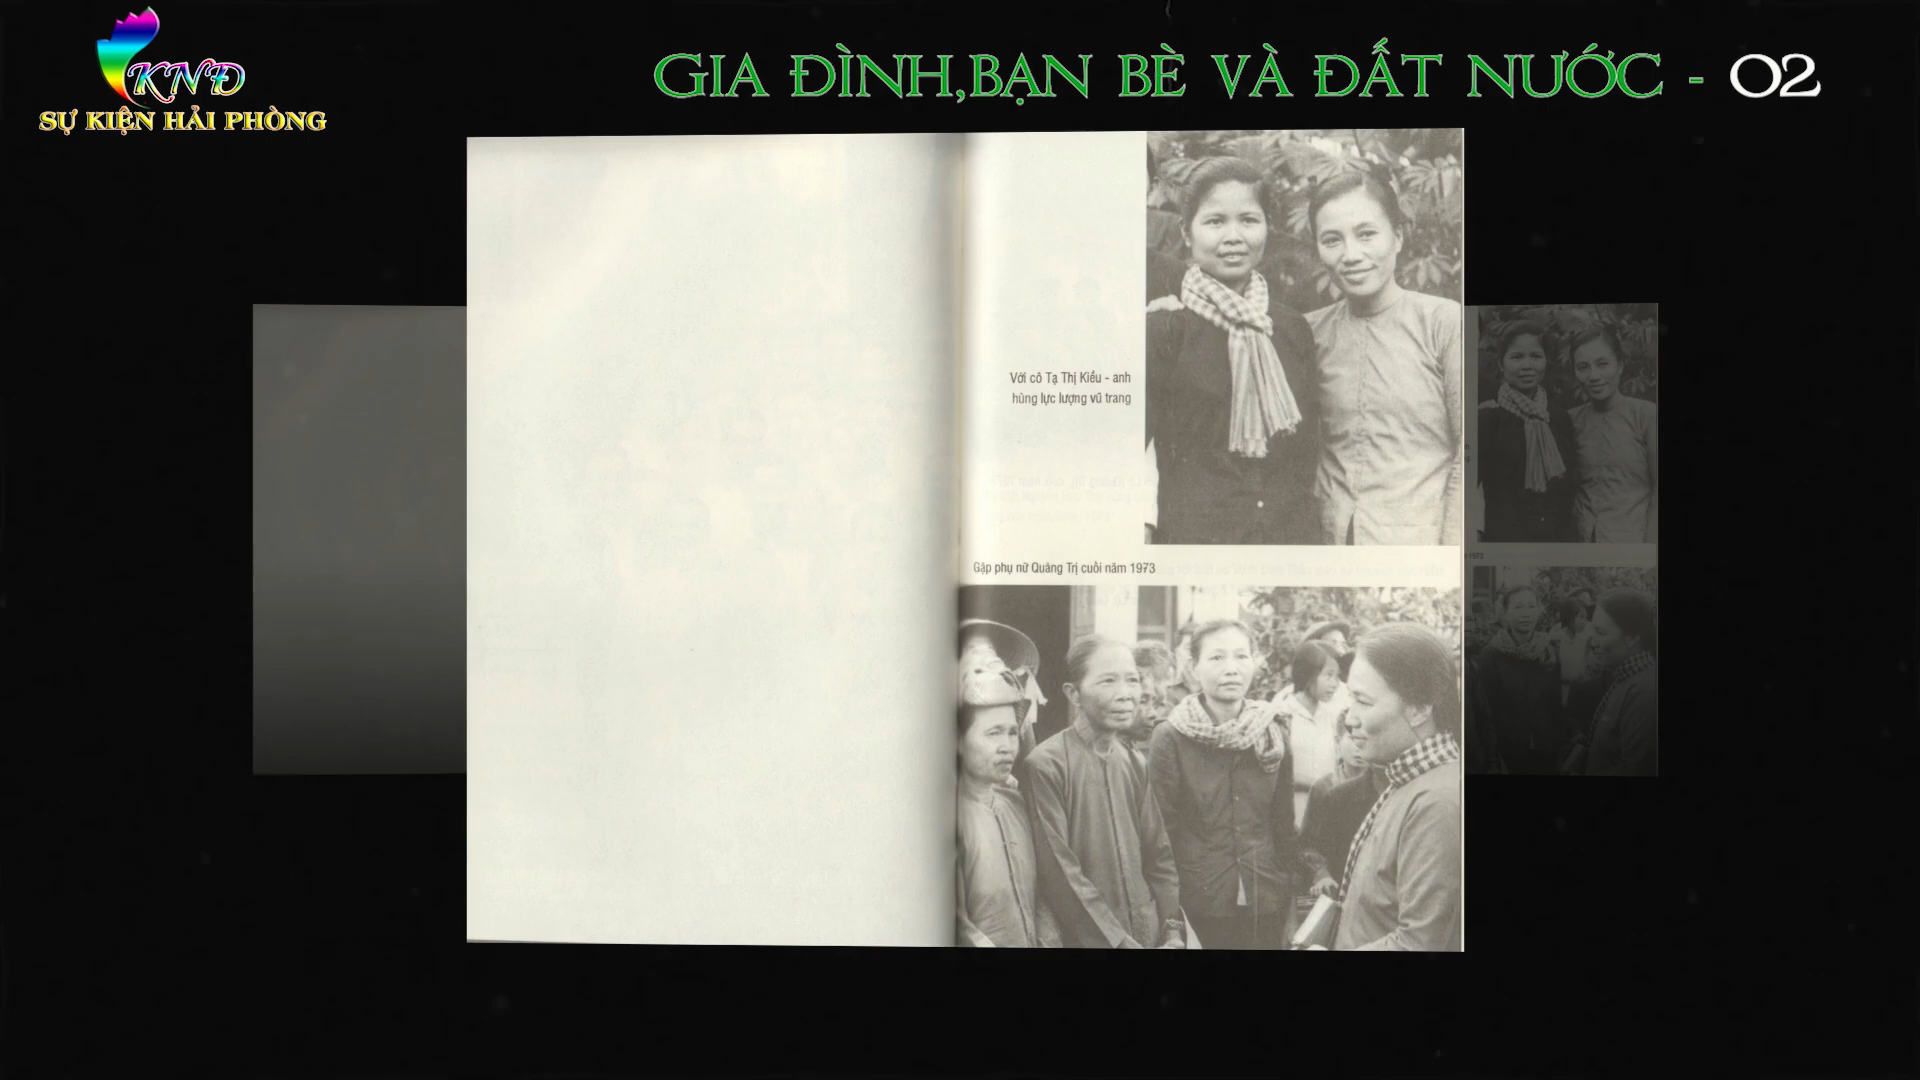 KNĐ
SỰ KIỆN HẢI PHÒNG
GIA ĐÌNH,BẠN BÈ VÀ ĐẤT NƯỚC - 02
Với cô Tạ Thị Kiều - anh
hùng lực lượng vũ trang
Gặp phụ nữ Quảng Trị cuối năm 1973